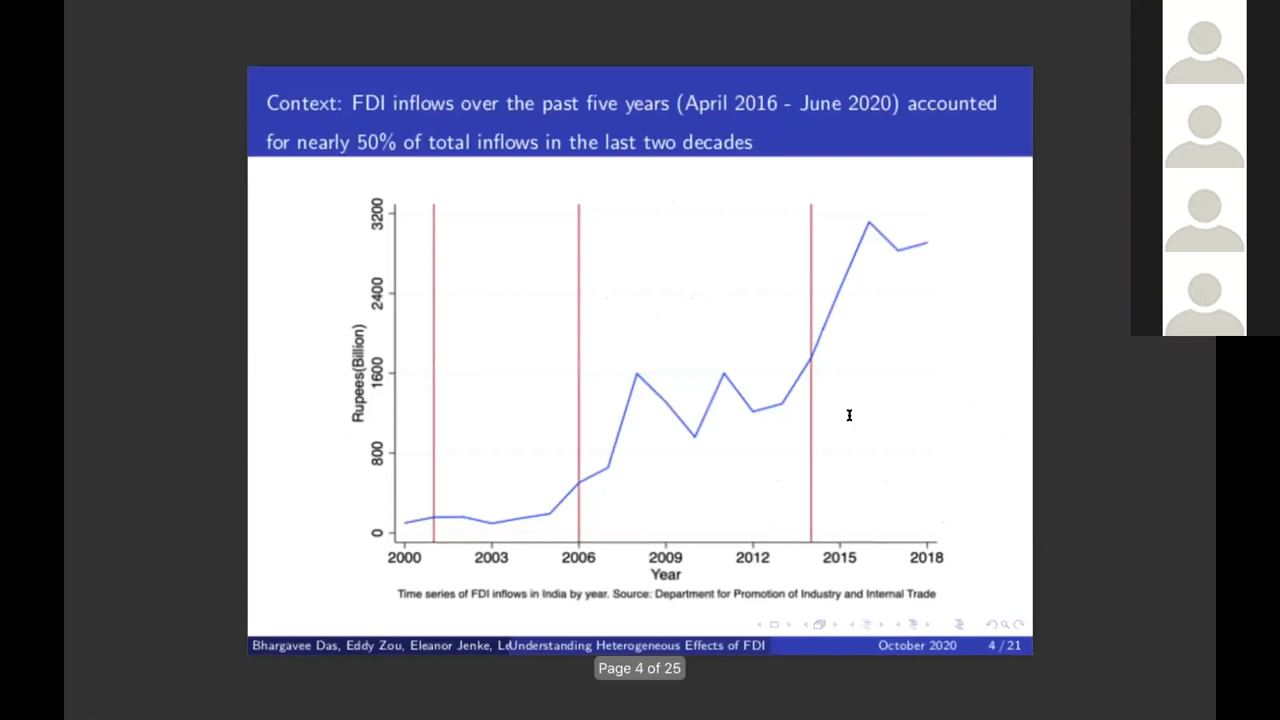 Context: FDI inflows over the past five years (April 2016 - June 2020) accounted
for nearly 50% of total inflows in the last two decades
3200
2400
1600
800
0
Rupees(Billion)
2000 2003 2006 2009 2012 2015 2018
Year
Time series of FDI inflows in India by year. Source: Department for Promotion of Industry and Internal Trade
Bhargavee Das, Eddy Zou, Eleanor Jenke, Understanding Heterogeneous Effects of FDI October 2020 4 / 21
Page 4 of 25